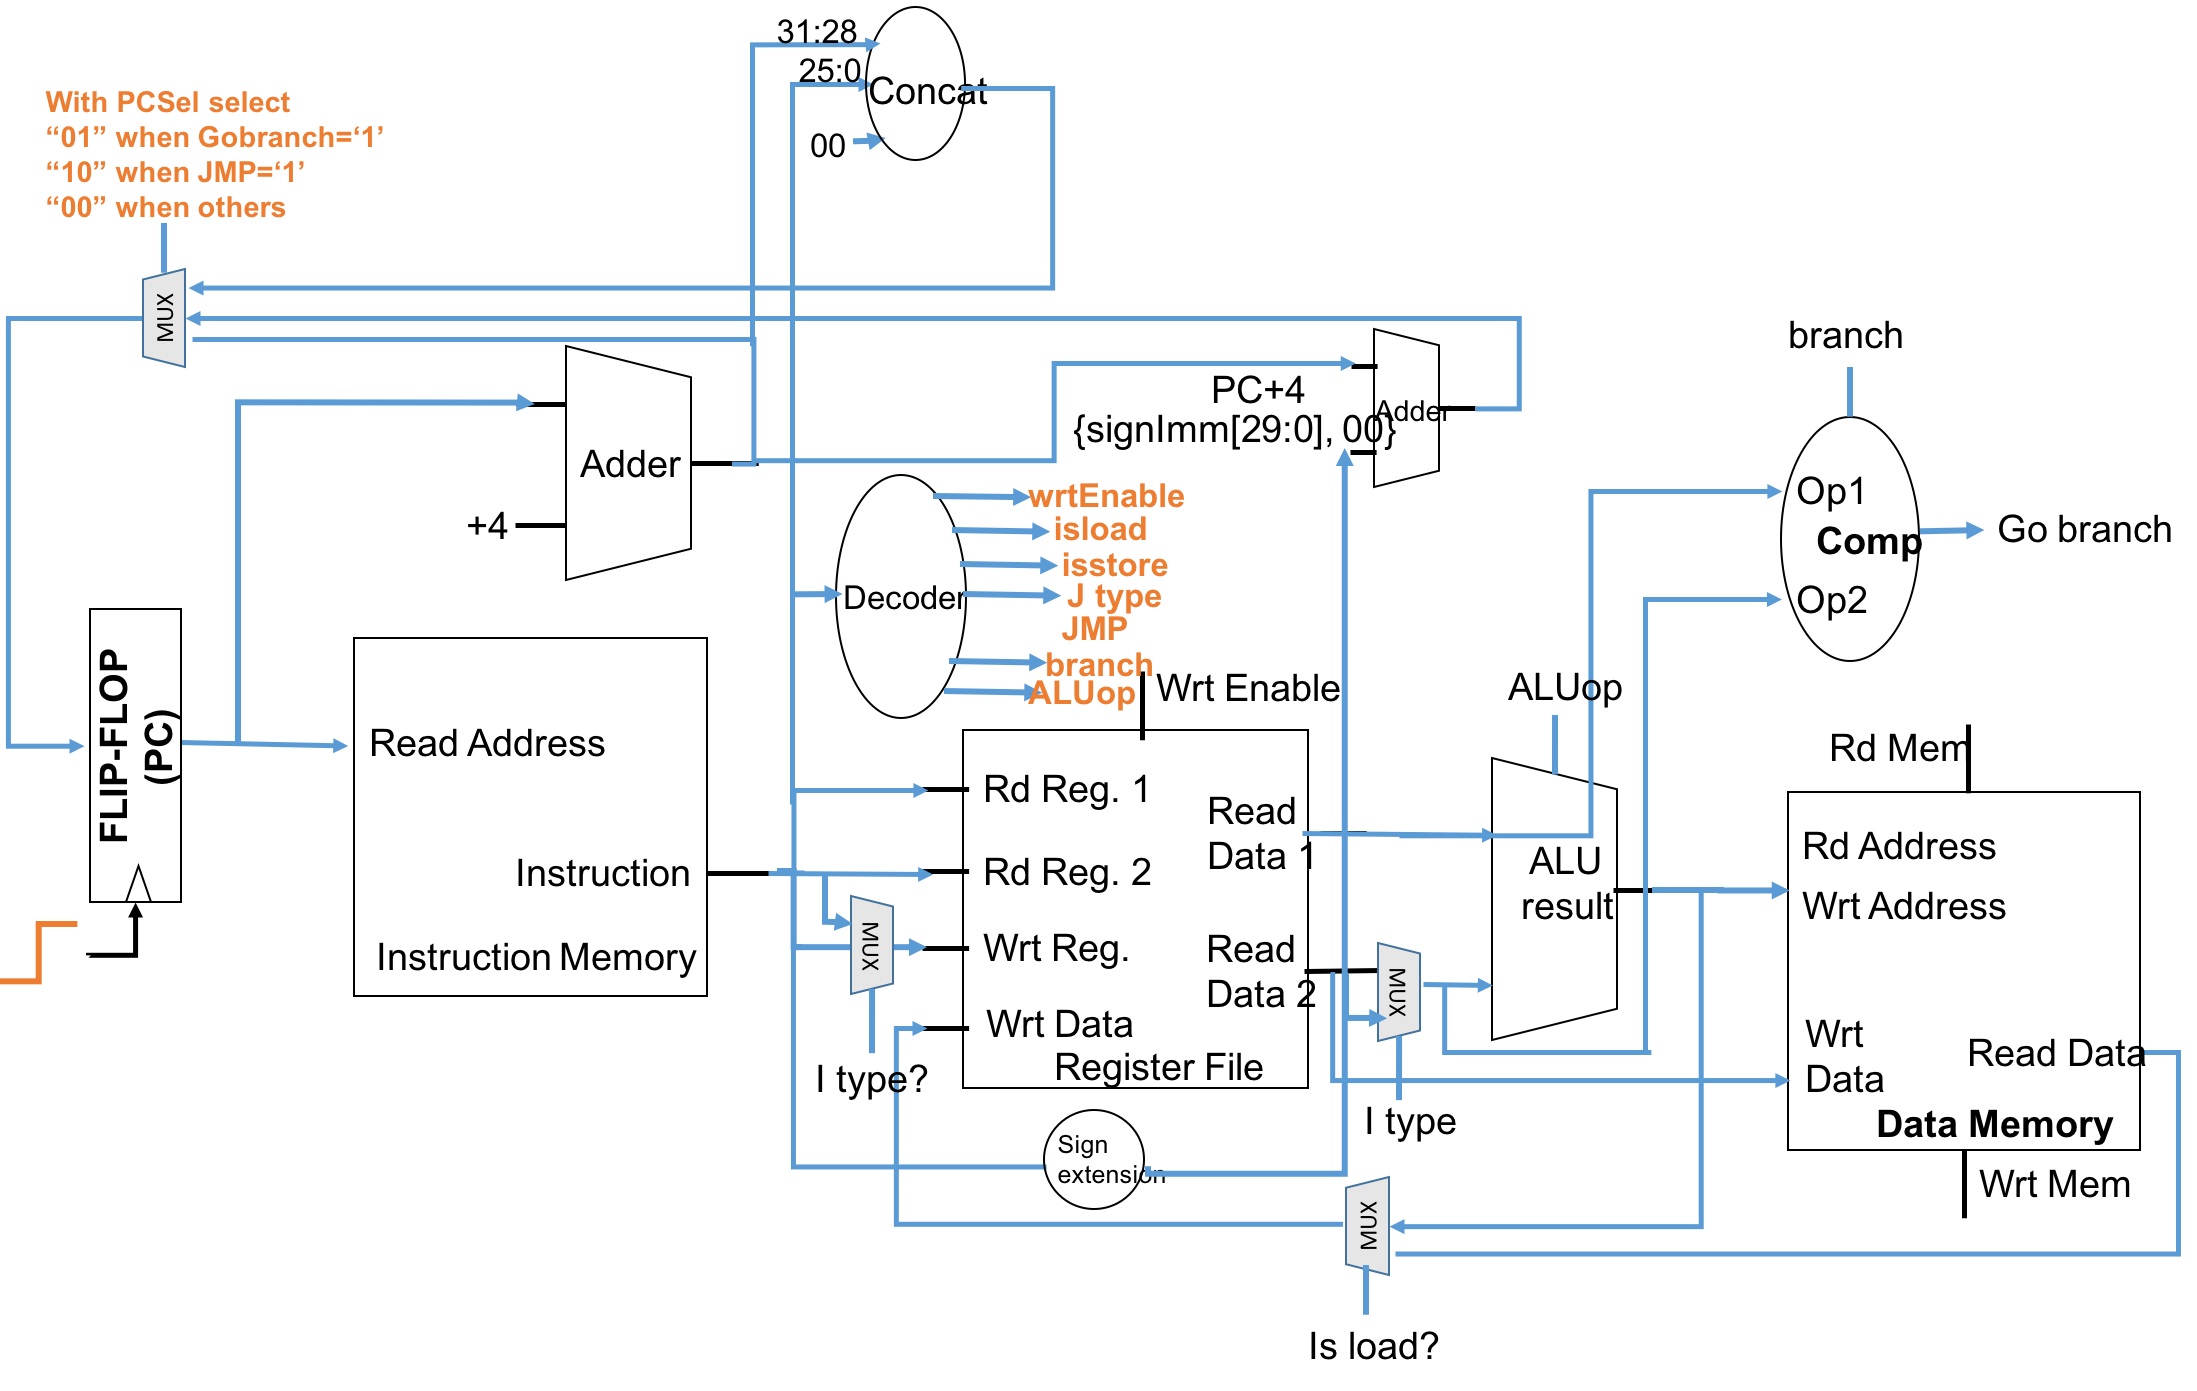 31:28
25:0
Concat
00
With PCSel select
“01” when Gobranch=‘1’
“10” when JMP=‘1’
“00” when others
MUX
branch
PC+4
{signImm[29:0], 00}
Adder
Adder
+4
Op1
Comp
Op2
Go branch
Decoder
wrtEnable
isload
isstore
J type
JMP
branch
ALUop
Wrt Enable
ALUop
FLIP-FLOP
(PC)
Read Address
Instruction
Instruction Memory
Rd Reg. 1
Rd Reg. 2
Wrt Reg.
Wrt Data
Register File
Read
Data 1
Read
Data 2
MUX
I type?
MUX
I type
ALU
result
Rd Mem
Rd Address
Wrt Address
Wrt
Data
Read Data
Data Memory
Wrt Mem
Sign
extension
MUX
Is load?